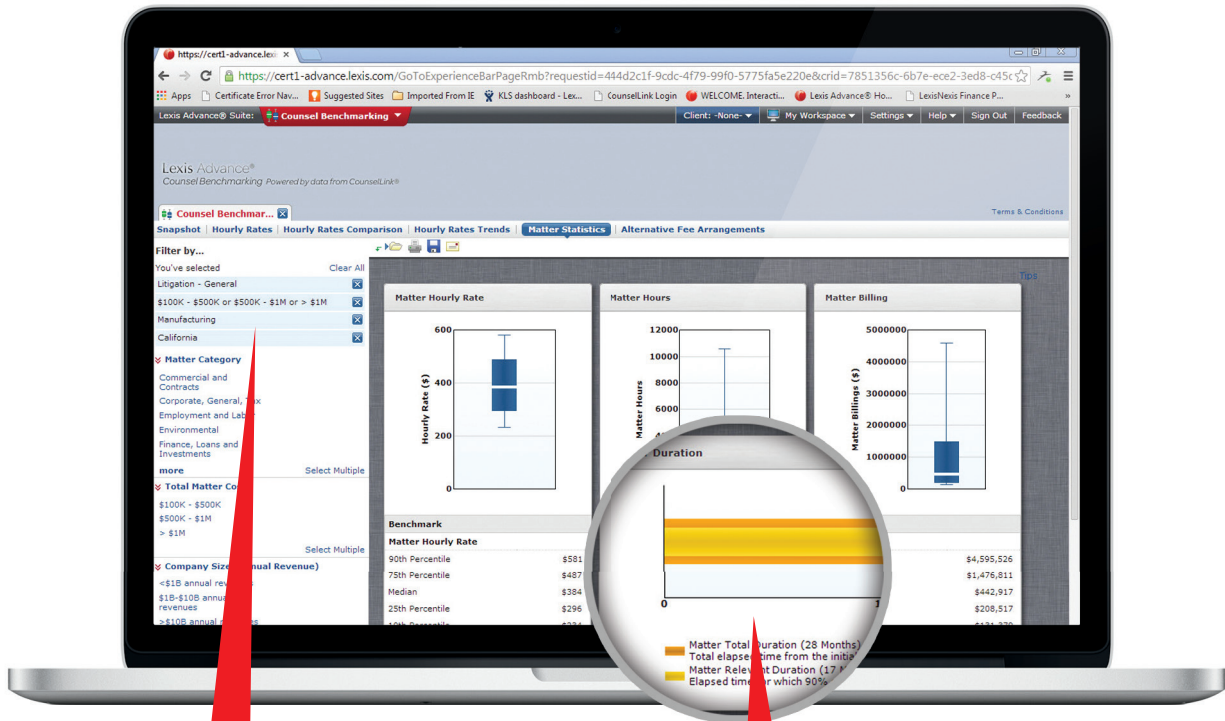 https://cert1-advance.lexi
https://cert1-advance.lexis.com/GoToExperienceBarPageRmb?requestid=444d2c1f-9cdc-4f79-99f0-5775fa5e220e&crid=7851356c-6b7e-ece2-3ed8-c45c
Apps Certificate Error Nav... Suggested Sites Imported From IE KLS dashboard - Lex... CounselLink Login WELCOME. Interacti... Lexis Advance® Ho... LexisNexis Finance P... »
Lexis Advance® Suite: Counsel Benchmarking Client: -None- My Workspace Settings Help Sign Out Feedback
Lexis Advance®
Counsel Benchmarking Powered by data from CounselLink®
Counsel Benchmar... Terms & Conditions
Snapshot | Hourly Rates | Hourly Rates Comparison | Hourly Rates Trends | Matter Statistics | Alternative Fee Arrangements
Filter by...
You've selected Clear All
Tips
Litigation - General
$100K - $500K or $500K - $1M or > $1M
Manufacturing
California
Matter Category
Commercial and
Contracts
Corporate, General,
Employment and
Environmental
Finance, Loans and
Investments
more Select Multiple
Total Matter
$100K - $500K
$500K - $1M
> $1M
Select Multiple
Company Size Revenue)
<$1B annual
$1B-$10B
revenues
>$10B annual
Matter Hourly Rate
600
400
200
0
Hourly Rate ($)
Matter Hours
12000
10000
8000
6000
Matter Hours
Matter Billing
5000000
4000000
3000000
2000000
1000000
0
Matter Billings ($)
Benchmark
Matter Hourly Rate
90th Percentile $581 $4,595,526
75th Percentile $487 $1,476,811
Median $384 $442,917
25th Percentile $296 $208,517
Duration
0 1
Matter Total Duration (28 Months)
Total elapsed time from the initial
Matter Relevant Duration (17
Elapsed time for which 90%